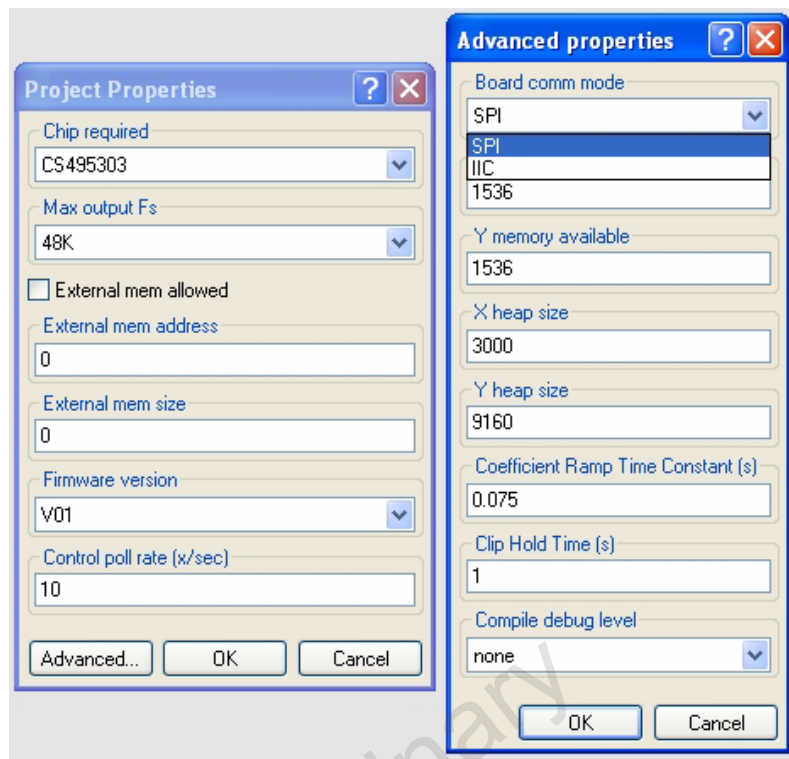 Project Properties
Chip required
CS495303
Max output Fs
48K
External mem allowed
External mem address
0
External mem size
0
Firmware version
V01
Control poll rate (x/sec)
10
Advanced... OK Cancel
Advanced properties
Board comm mode
SPI
SPI
IIC
1536
Y memory available
1536
X heap size
3000
Y heap size
9160
Coefficient Ramp Time Constant (s)
0.075
Clip Hold Time (s)
1
Compile debug level
none
OK Cancel